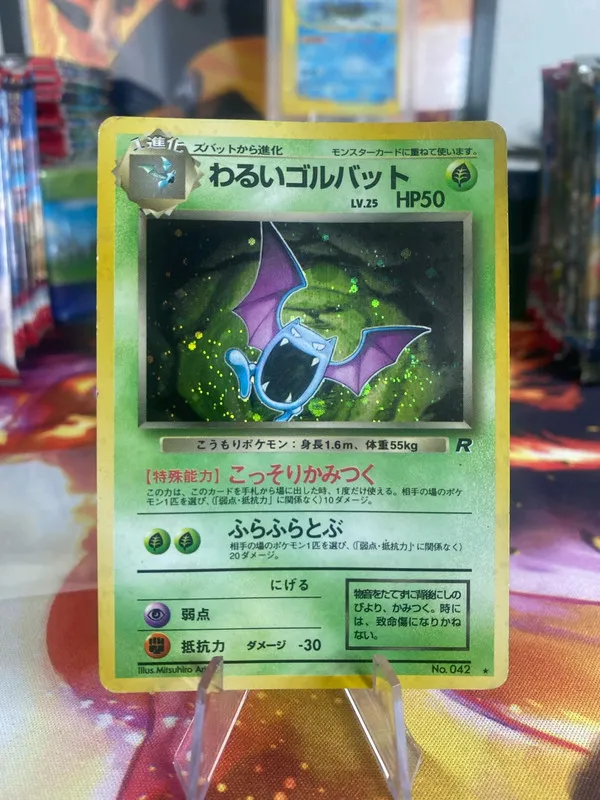 1進化
ズバットから進化
モンスターカードに重ねて使います。
わるいゴルバット
LV.25 HP50
こうもりポケモン：身長1.6m、体重55kg
R
【特殊能力】こっそりかみつく
この力は、このカードを手札から場に出した時、1度だけ使える。相手の場のポケ
モン1匹を選び、（「弱点・抵抗力」に関係なく）10ダメージ。
ふらふらとぶ
相手の場のポケモン1匹を選び、（「弱点・抵抗力」に関係なく）
20ダメージ。
にげる
弱点
抵抗力 ダメージ -30
物音をたてずに背後にしの
びより、かみつく。時に
は、致命傷になりかね
ない。
Illus. Mitsuhiro
No. 042 ★